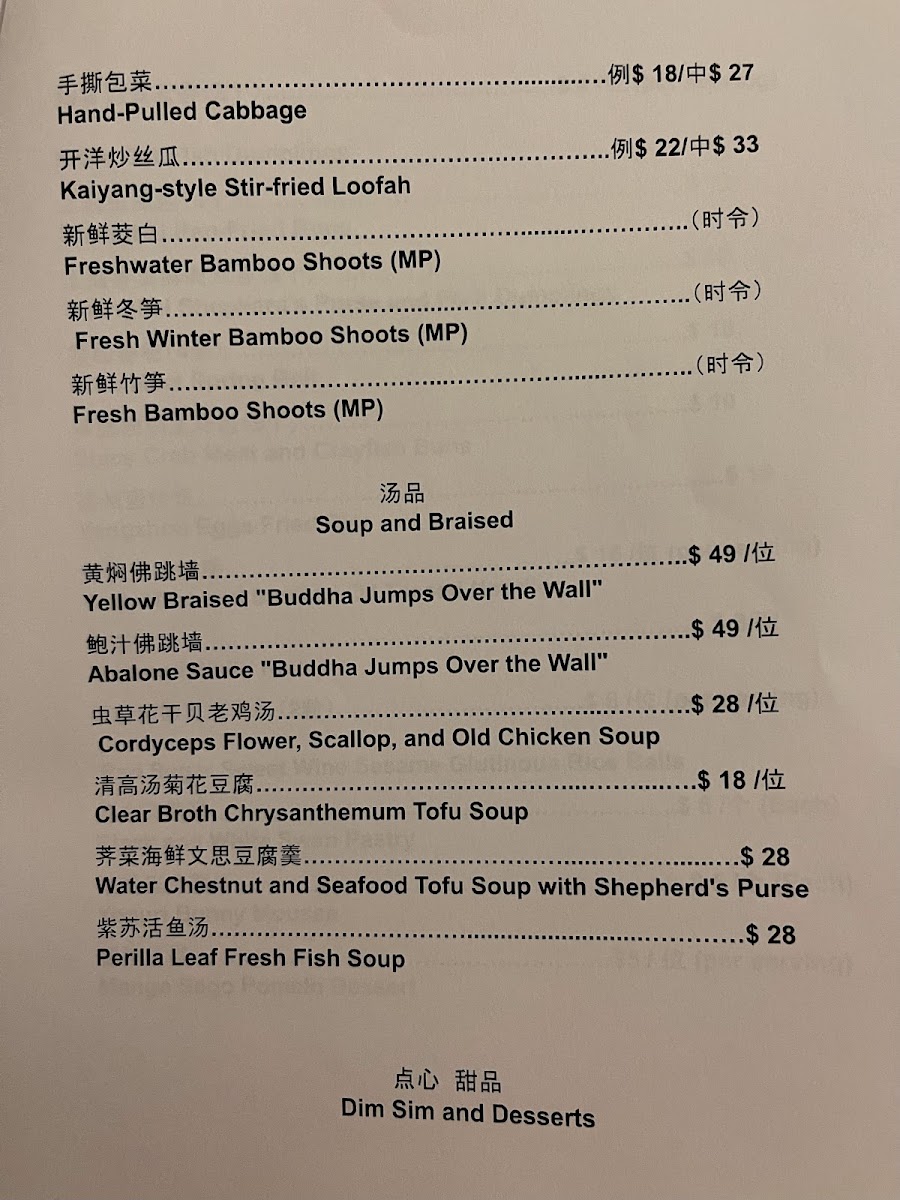 手撕包菜........................................................例$ 18/中$ 27
Hand-Pulled Cabbage
开洋炒丝瓜.....................................................例$ 22/中$ 33
Kaiyang-style Stir-fried Loofah
新鲜茭白................................................................(时令)
Freshwater Bamboo Shoots (MP)
新鲜冬笋................................................................(时令)
Fresh Winter Bamboo Shoots (MP)
新鲜竹笋................................................................(时令)
Fresh Bamboo Shoots (MP)
汤品
Soup and Braised
黄焖佛跳墙............................................................$ 49 /位
Yellow Braised "Buddha Jumps Over the Wall"
鲍汁佛跳墙............................................................$ 49 /位
Abalone Sauce "Buddha Jumps Over the Wall"
虫草花干贝老鸡汤...................................................$ 28 /位
Cordyceps Flower, Scallop, and Old Chicken Soup
清高汤菊花豆腐......................................................$ 18 /位
Clear Broth Chrysanthemum Tofu Soup
荠菜海鲜文思豆腐羹......................................................$ 28
Water Chestnut and Seafood Tofu Soup with Shepherd's Purse
紫苏活鱼汤..................................................................$ 28
Perilla Leaf Fresh Fish Soup
点心 甜品
Dim Sim and Desserts